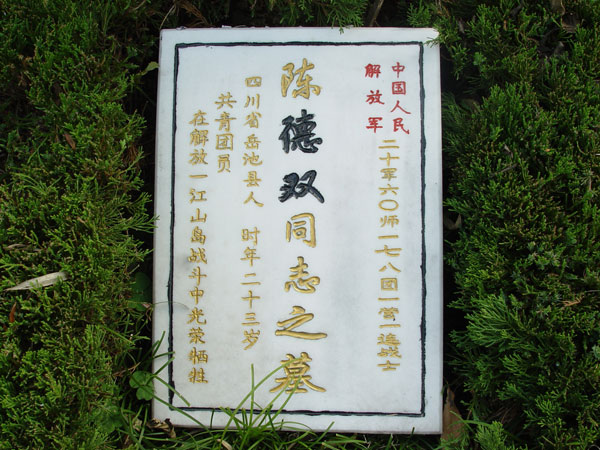 中国人民
解放军
二十军六〇师一七八团一营一连战士
陈德双同志之墓
四川省岳池县人 时年二十三岁
共青团员
在解放一江山岛战斗中光荣牺牲